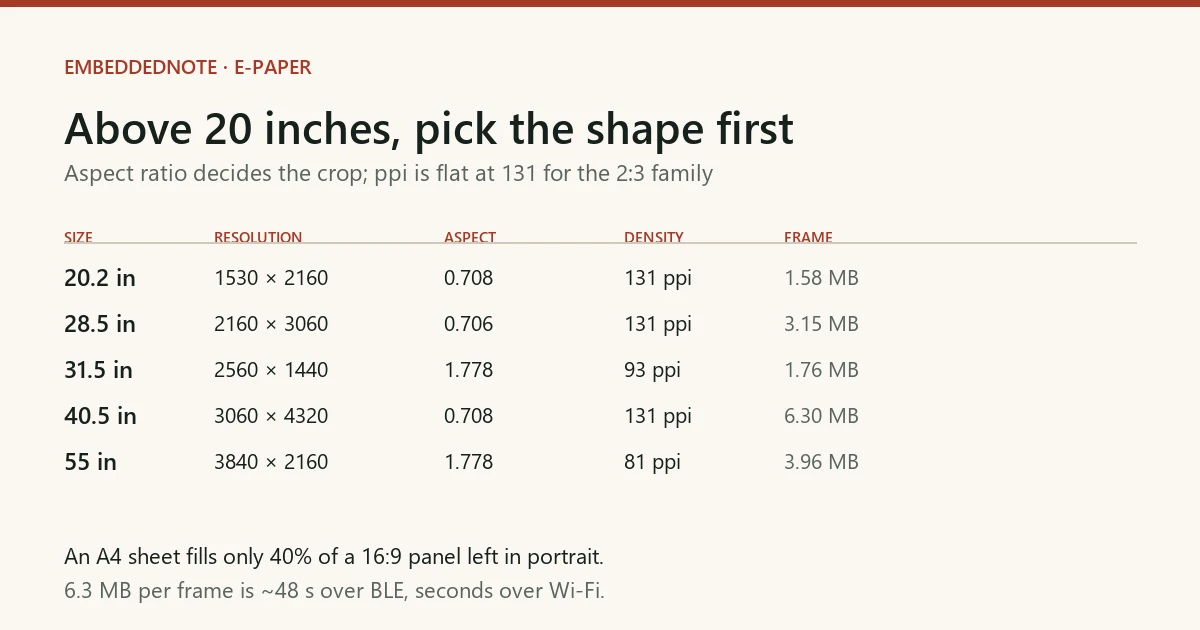 EMBEDDEDNOTE · E-PAPER
Above 20 inches, pick the shape first
Aspect ratio decides the crop; ppi is flat at 131 for the 2:3 family
SIZE RESOLUTION ASPECT DENSITY FRAME
20.2 in 1530 × 2160 0.708 131 ppi 1.58 MB
28.5 in 2160 × 3060 0.706 131 ppi 3.15 MB
31.5 in 2560 × 1440 1.778 93 ppi 1.76 MB
40.5 in 3060 × 4320 0.708 131 ppi 6.30 MB
55 in 3840 × 2160 1.778 81 ppi 3.96 MB
An A4 sheet fills only 40% of a 16:9 panel left in portrait.
6.3 MB per frame is ~48 s over BLE, seconds over Wi-Fi.